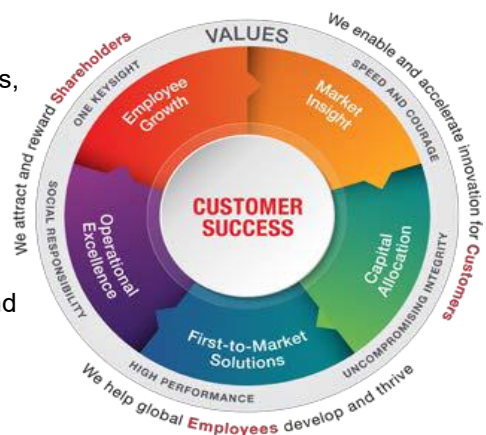 We attract and reward Shareholders
We enable and accelerate innovation for Customers
We help global Employees develop and thrive
VALUES
ONE KEYSIGHT
SPEED AND COURAGE
UNCOMPROMISING INTEGRITY
HIGH PERFORMANCE
SOCIAL RESPONSIBILITY
Employee
Growth
Market
Insight
Capital
Allocation
First-to-Market
Solutions
Operational
Excellence
CUSTOMER
SUCCESS
s,
nd